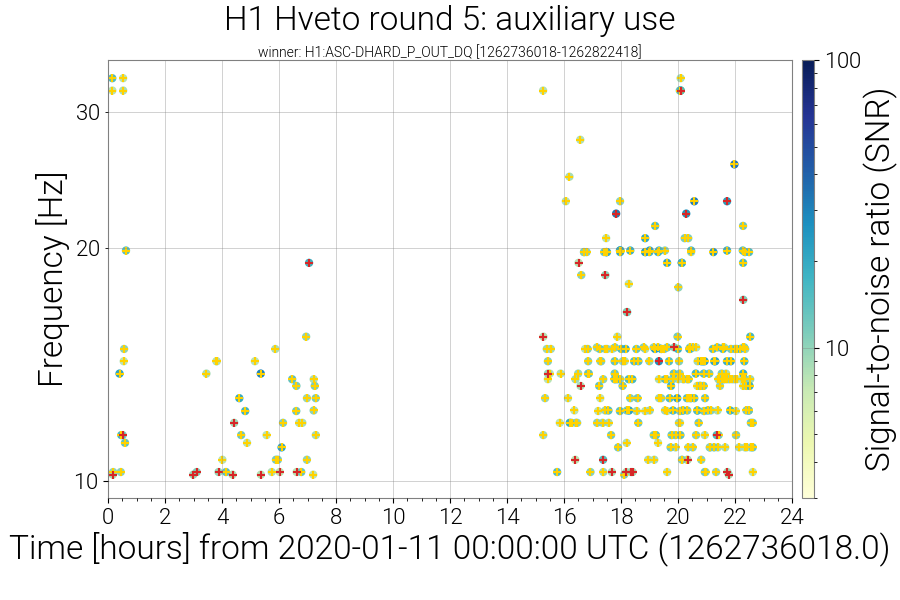 H1 Hveto round 5: auxiliary use
winner: H1:ASC-DHARD_P_OUT_DQ [1262736018-1262822418]
30
20
10
Frequency [Hz]
0 2 4 6 8 10 12 14 16 18 20 22 24
Time [hours] from 2020-01-11 00:00:00 UTC (1262736018.0)
100
10
Signal-to-noise ratio (SNR)